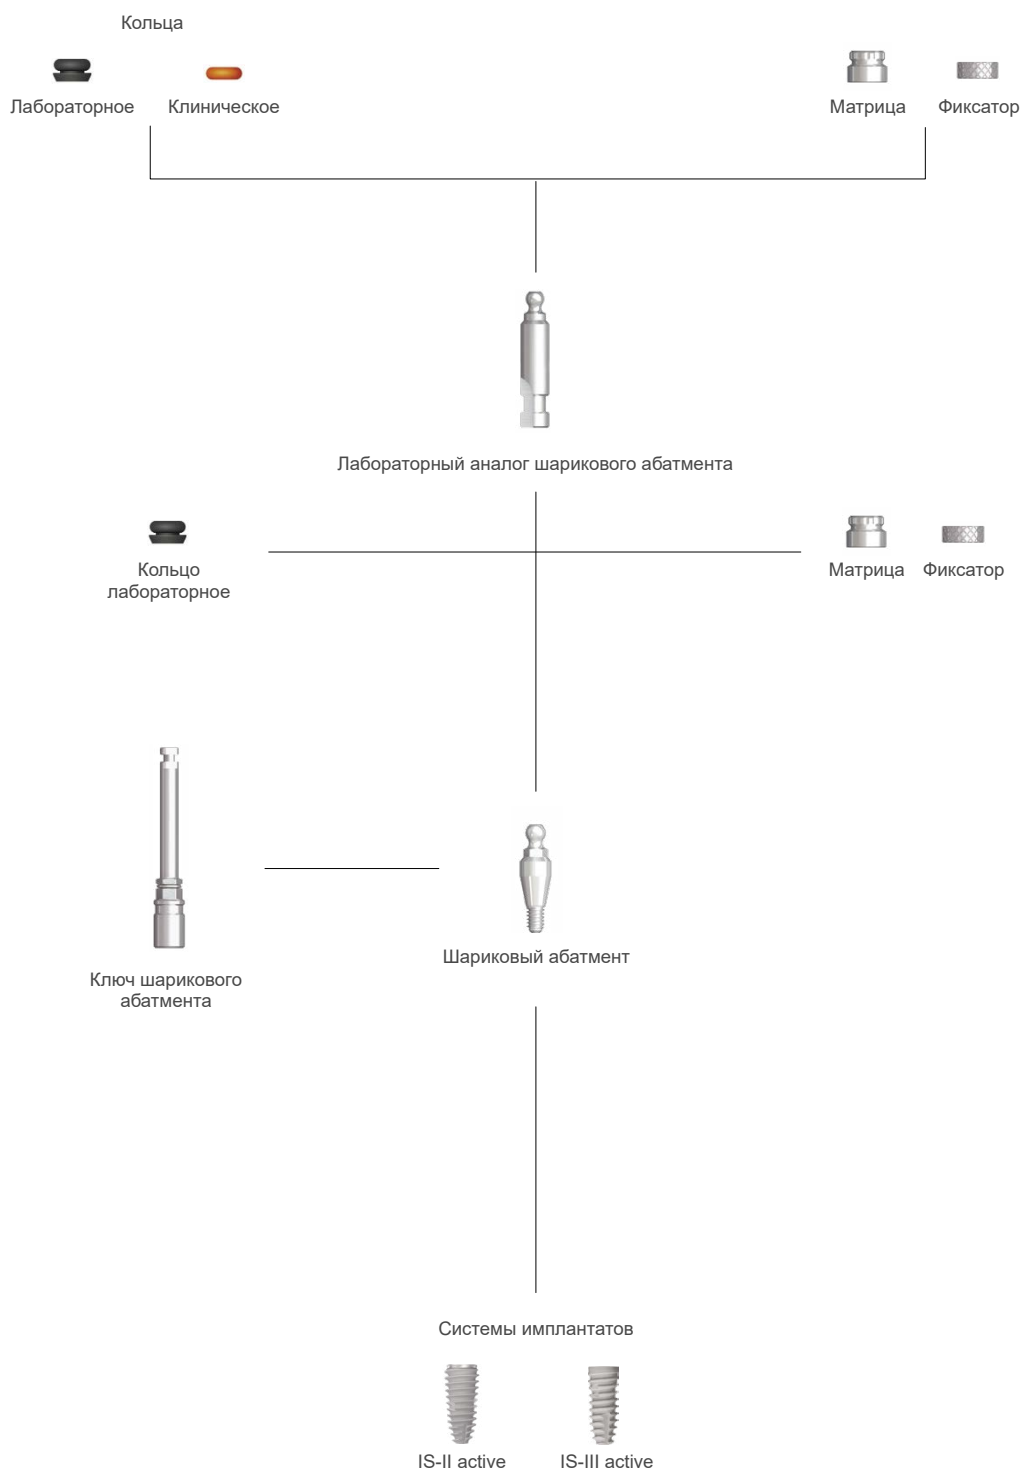 Кольца
Лабораторное
Клиническое
Матрица
Фиксатор
Лабораторный аналог шарикового абатмента
Кольцо
лабораторное
Матрица
Фиксатор
Ключ шарикового
абатмента
Шариковый абатмент
Системы имплантатов
IS-II active
IS-III active